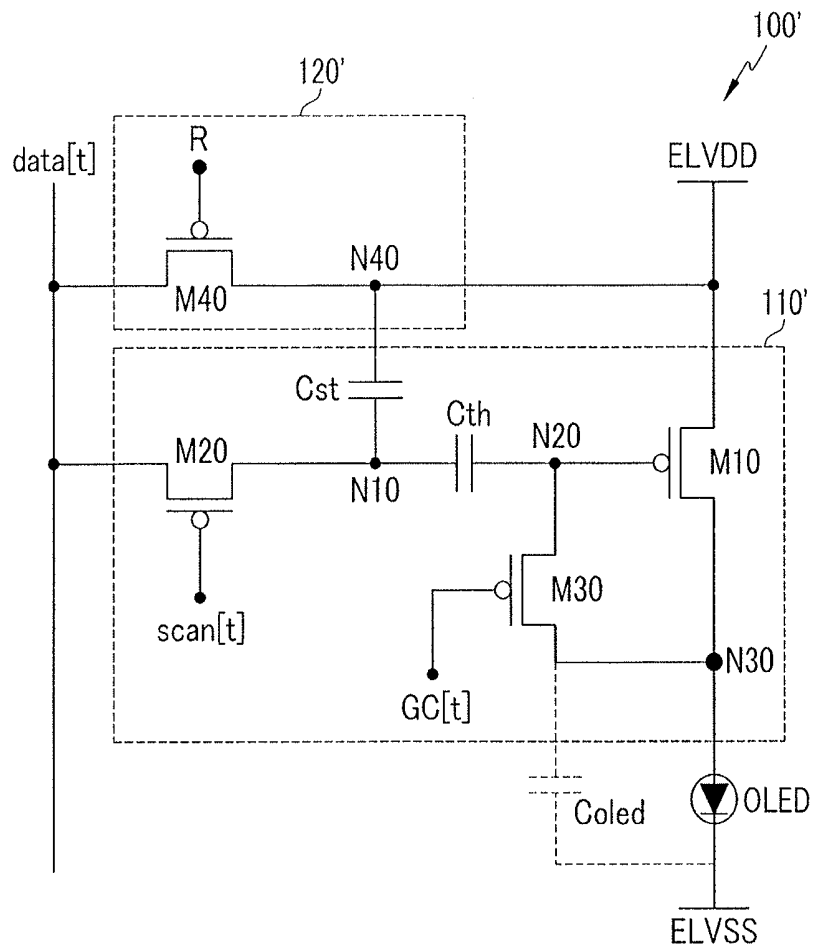 100'
120'
data[t]
R
ELVDD
N40
M40
110'
Cst
Cth
M20
N20
M10
N10
M30
scan[t]
N30
GC[t]
Coled
OLED
ELVSS